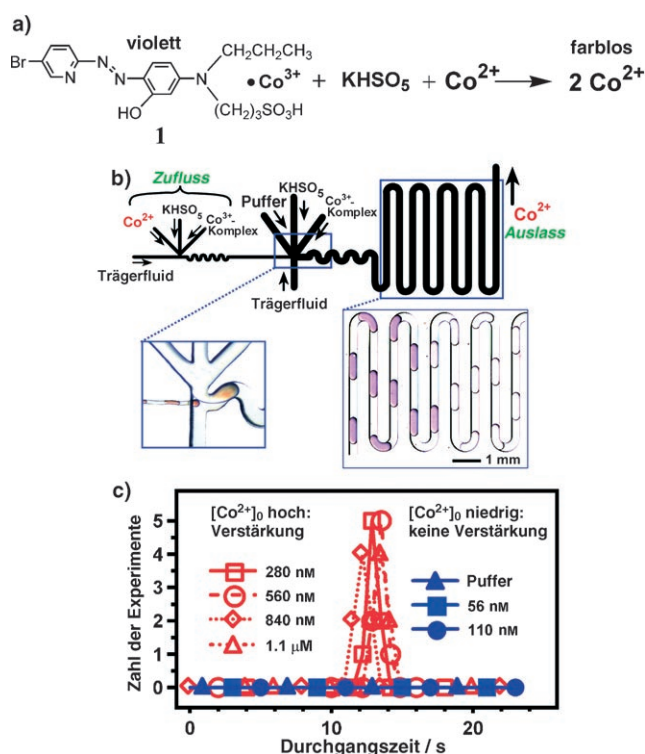 a)
violett
farblos
Br
N
N
N
HO
N
CH₂CH₂CH₃
(CH₂)₃SO₃H
•Co³⁺ + KHSO₅ + Co²⁺ → 2 Co²⁺
1
b)
Zufluss
Co²⁺
KHSO₅
Co³⁺-Komplex
Trägerfluid
Puffer
KHSO₅
Co³⁺-Komplex
Trägerfluid
Co²⁺
Auslass
1 mm
c)
Zahl der Experimente
5
4
3
2
1
0
[Co²⁺]₀ hoch:
Verstärkung
280 nM
560 nM
840 nM
1.1 µM
[Co²⁺]₀ niedrig:
keine Verstärkung
Puffer
56 nM
110 nM
0 10 20
Durchgangszeit / s